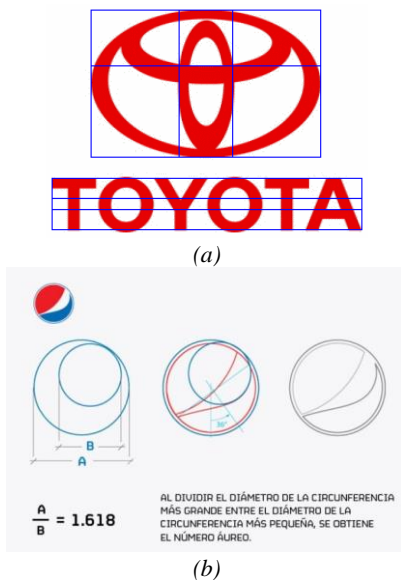 TOYOTA
(a)
B
A
30°
A
B
= 1.618
AL DIVIDIR EL DIÁMETRO DE LA CIRCUNFERENCIA
MÁS GRANDE ENTRE EL DIÁMETRO DE LA
CIRCUNFERENCIA MÁS PEQUEÑA, SE OBTIENE
EL NÚMERO ÁUREO.
(b)